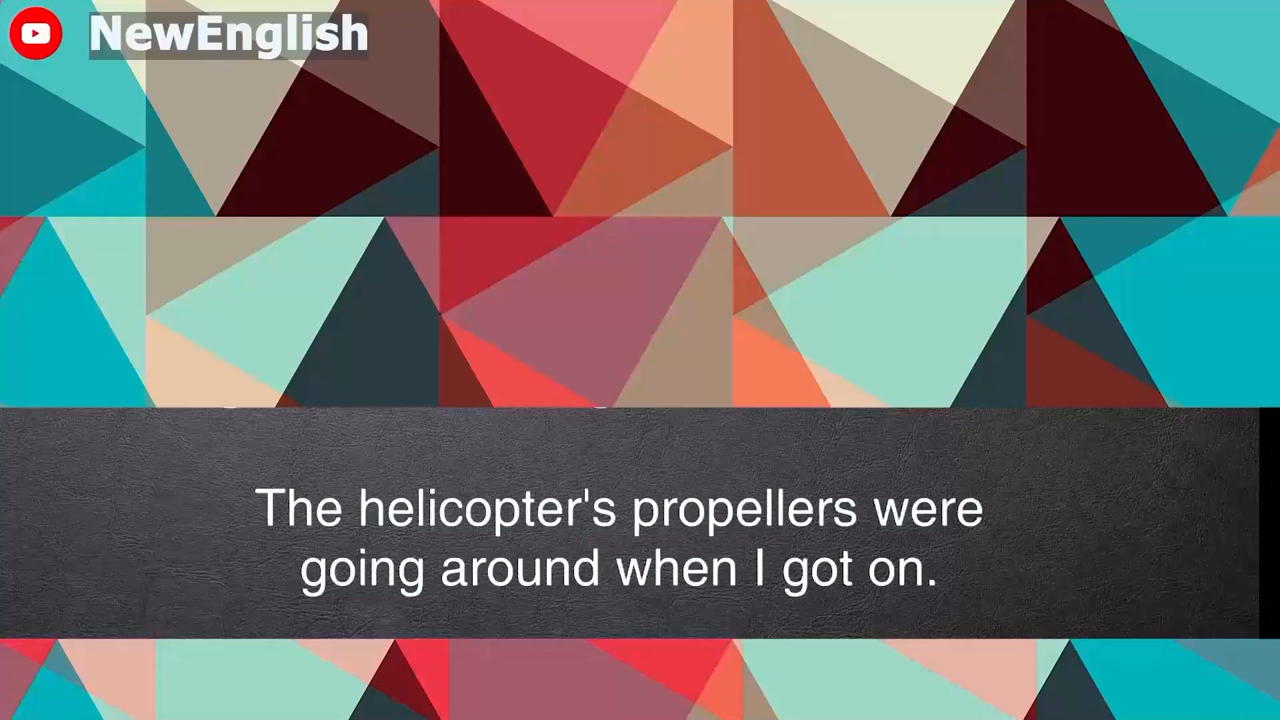 NewEnglish
The helicopter's propellers were
going around when I got on.